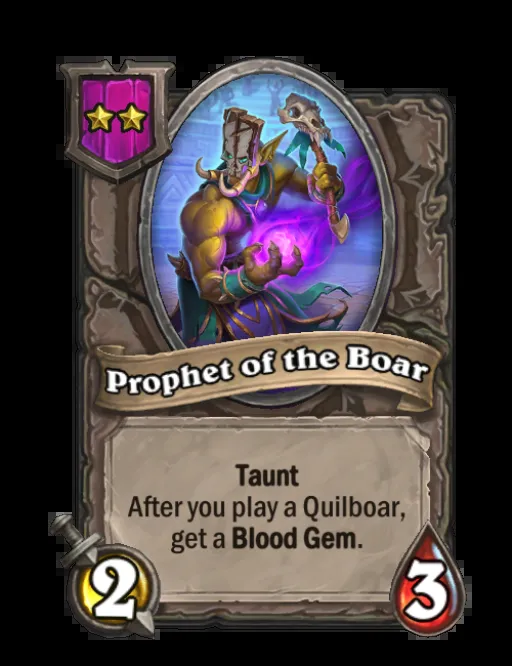 Prophet of the Boar
Taunt
After you play a Quilboar,
get a Blood Gem.
2
3